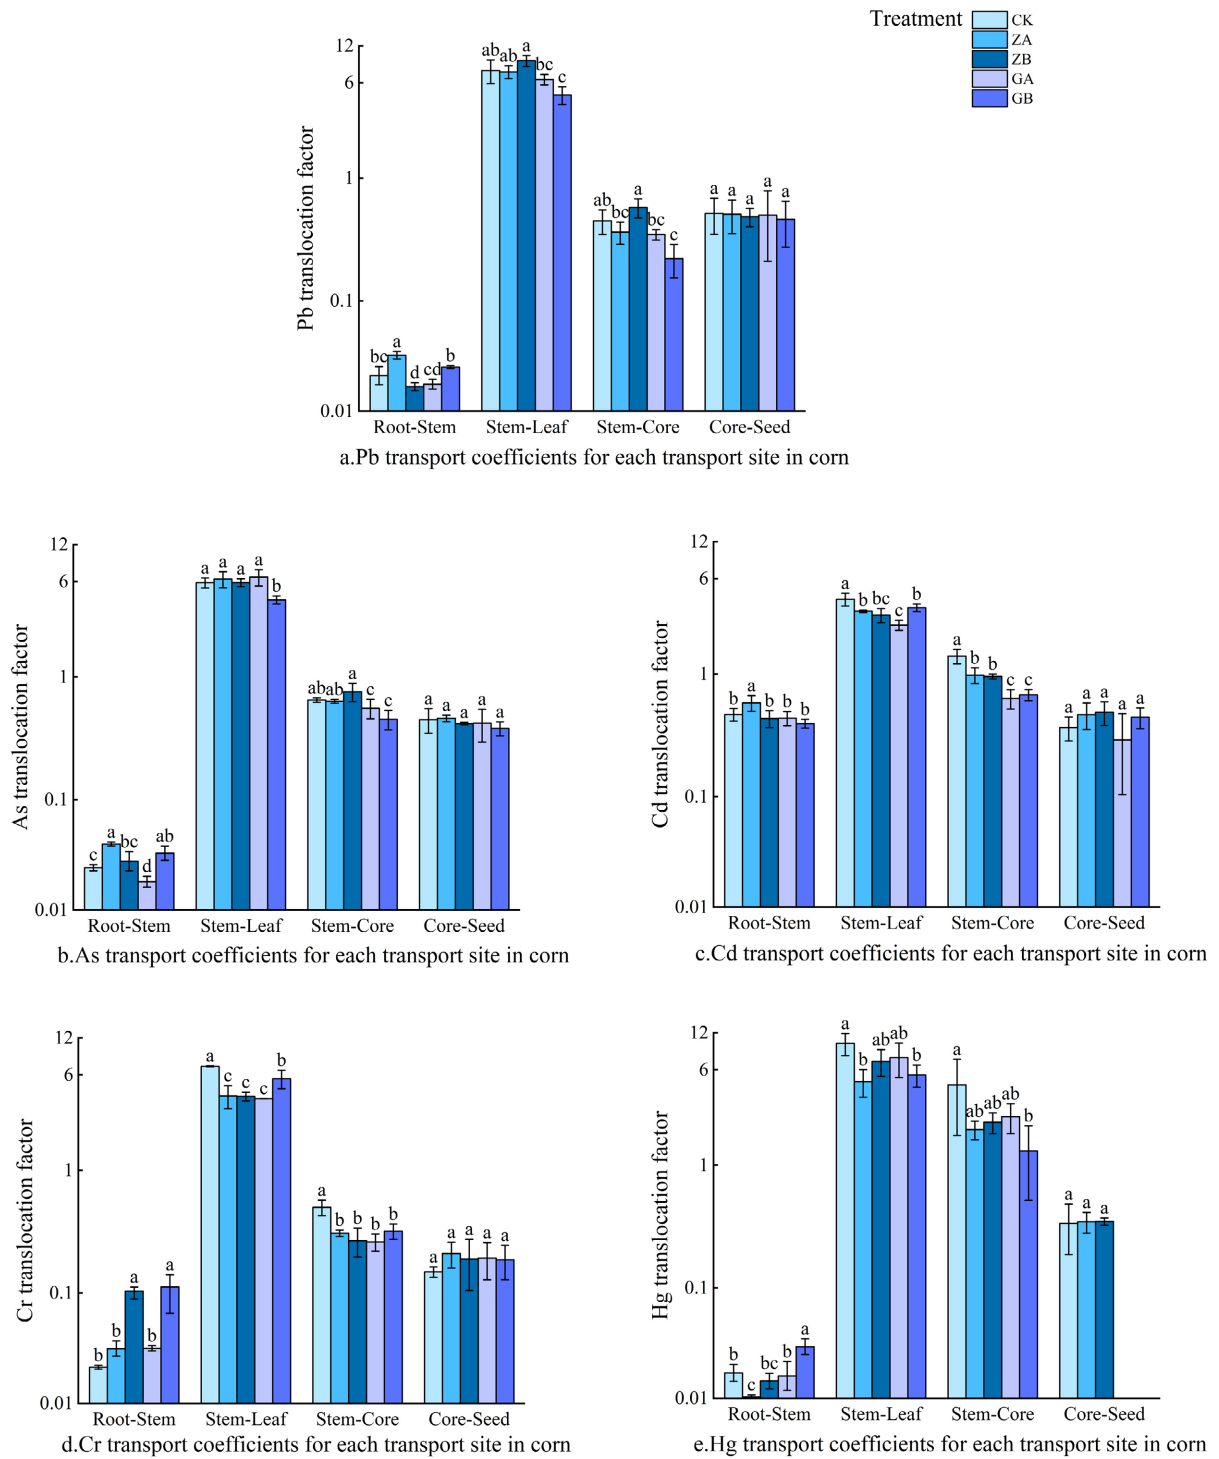 Treatment
CK
ZA
ZB
GA
GB
Pb translocation factor
12
6
1
0.1
0.01
bc a d cd b
ab ab a bc c
ab bc a bc c
a a a a a
Root-Stem Stem-Leaf Stem-Core Core-Seed
a.Pb transport coefficients for each transport site in corn
As translocation factor
12
6
1
0.1
0.01
c a bc d ab
a a a a b
ab ab a c c
a a a a a
Root-Stem Stem-Leaf Stem-Core Core-Seed
b.As transport coefficients for each transport site in corn
Cd translocation factor
12
6
1
0.1
0.01
b a b b b
a b bc c b
a b b c c
a a a a a
Root-Stem Stem-Leaf Stem-Core Core-Seed
c.Cd transport coefficients for each transport site in corn
Cr translocation factor
12
6
1
0.1
0.01
b b a b a
a c c c b
a b b b b
a a a a a
Root-Stem Stem-Leaf Stem-Core Core-Seed
d.Cr transport coefficients for each transport site in corn
Hg translocation factor
12
6
1
0.1
0.01
b c bc b a
a b ab ab b
a ab ab ab b
a a a
Root-Stem Stem-Leaf Stem-Core Core-Seed
e.Hg transport coefficients for each transport site in corn